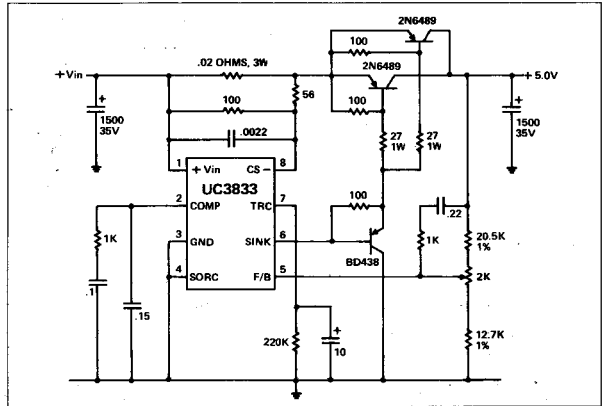 2N6489
100
2N6489
.02 OHMS, 3W
+Vin
+5.0V
100
56
100
+
1500
35V
+
1500
35V
.0022
27
1W
27
1W
1
8
+ Vin
CS -
UC3833
2
7
COMP
TRC
100
.22
1K
3
6
GND
SINK
1K
20.5K
1%
BD438
4
5
SORC
F/B
2K
.1
.15
220K
+
10
12.7K
1%